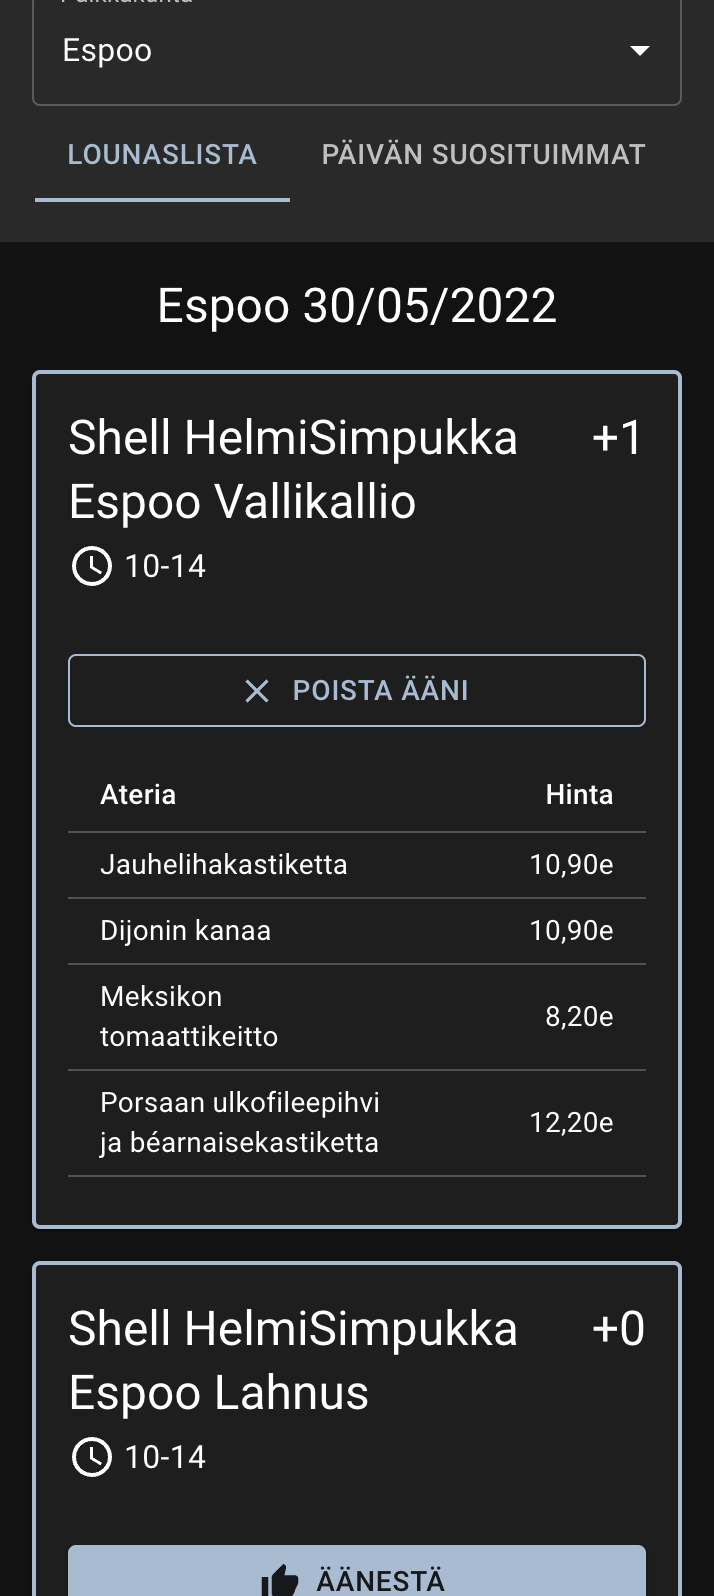 Espoo
LOUNASLISTA PÄIVÄN SUOSITUIMMAT
Espoo 30/05/2022
Shell HelmiSimpukka +1
Espoo Vallikallio
10-14
POISTA ÄÄNI
Ateria Hinta
Jauhelihakastiketta 10,90e
Dijonin kanaa 10,90e
Meksikon
tomaattikeitto 8,20e
Porsaan ulkofileepihvi
ja béarnaisekastiketta 12,20e
Shell HelmiSimpukka +0
Espoo Lahnus
10-14
ÄÄNESTÄ